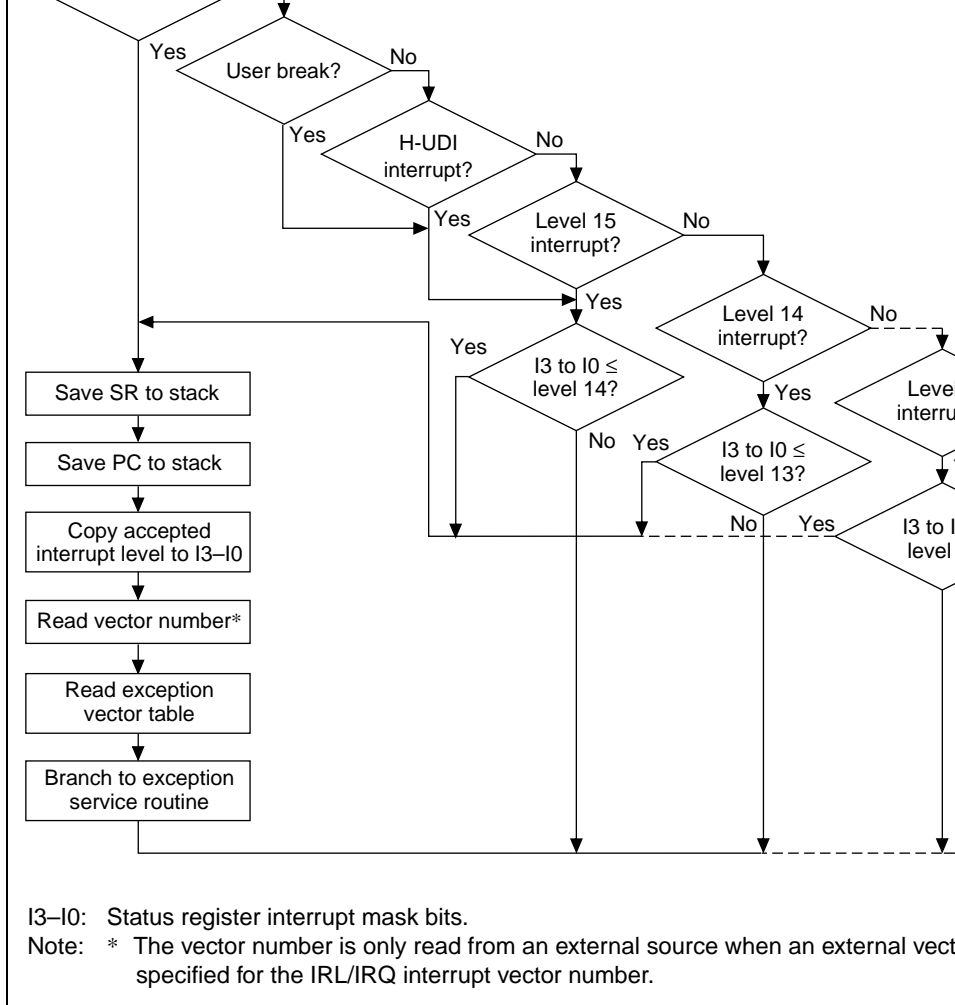 Yes
User break?
No
Yes
H-UDI
interrupt?
No
Yes
Level 15
interrupt?
No
Yes
Level 14
interrupt?
No
Yes
I3 to I0 ≤
level 14?
Yes
No
Yes
I3 to I0 ≤
level 13?
No
Yes
I3 to
level
Save SR to stack
Save PC to stack
Copy accepted
interrupt level to I3–I0
Read vector number*
Read exception
vector table
Branch to exception
service routine
I3–I0: Status register interrupt mask bits.
Note: * The vector number is only read from an external source when an external
specified for the IRL/IRQ interrupt vector number.